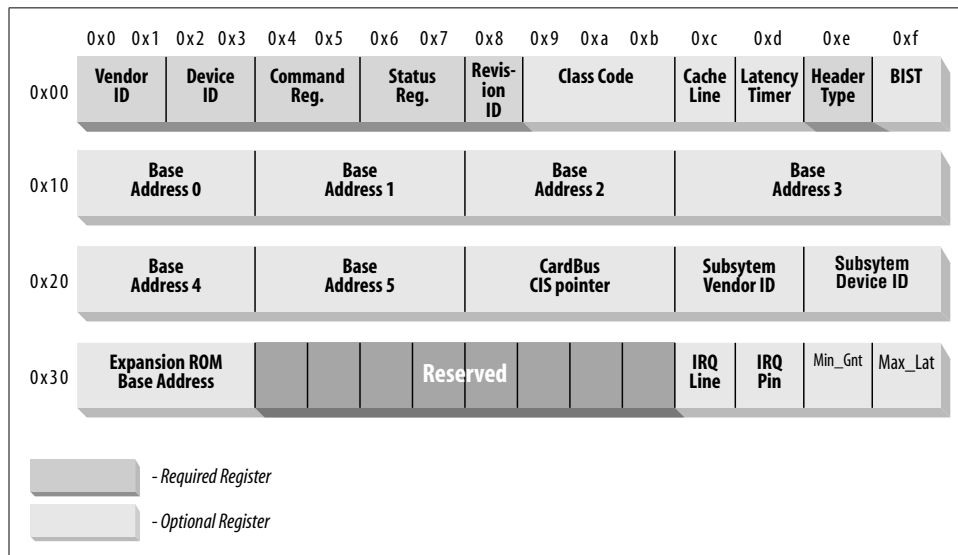 0x0 0x1 0x2 0x3 0x4 0x5 0x6 0x7 0x8 0x9 0xa 0xb 0xc 0xd 0xe 0xf
0x00
Vendor
ID
Device
ID
Command
Reg.
Status
Reg.
Revis-
ion
ID
Class Code
Cache
Line
Latency
Timer
Header
Type
BIST
0x10
Base
Address 0
Base
Address 1
Base
Address 2
Base
Address 3
0x20
Base
Address 4
Base
Address 5
CardBus
CIS pointer
Subsytem
Vendor ID
Subsytem
Device ID
0x30
Expansion ROM
Base Address
Reserved
IRQ
Line
IRQ
Pin
Min_Gnt
Max_Lat
- Required Register
- Optional Register